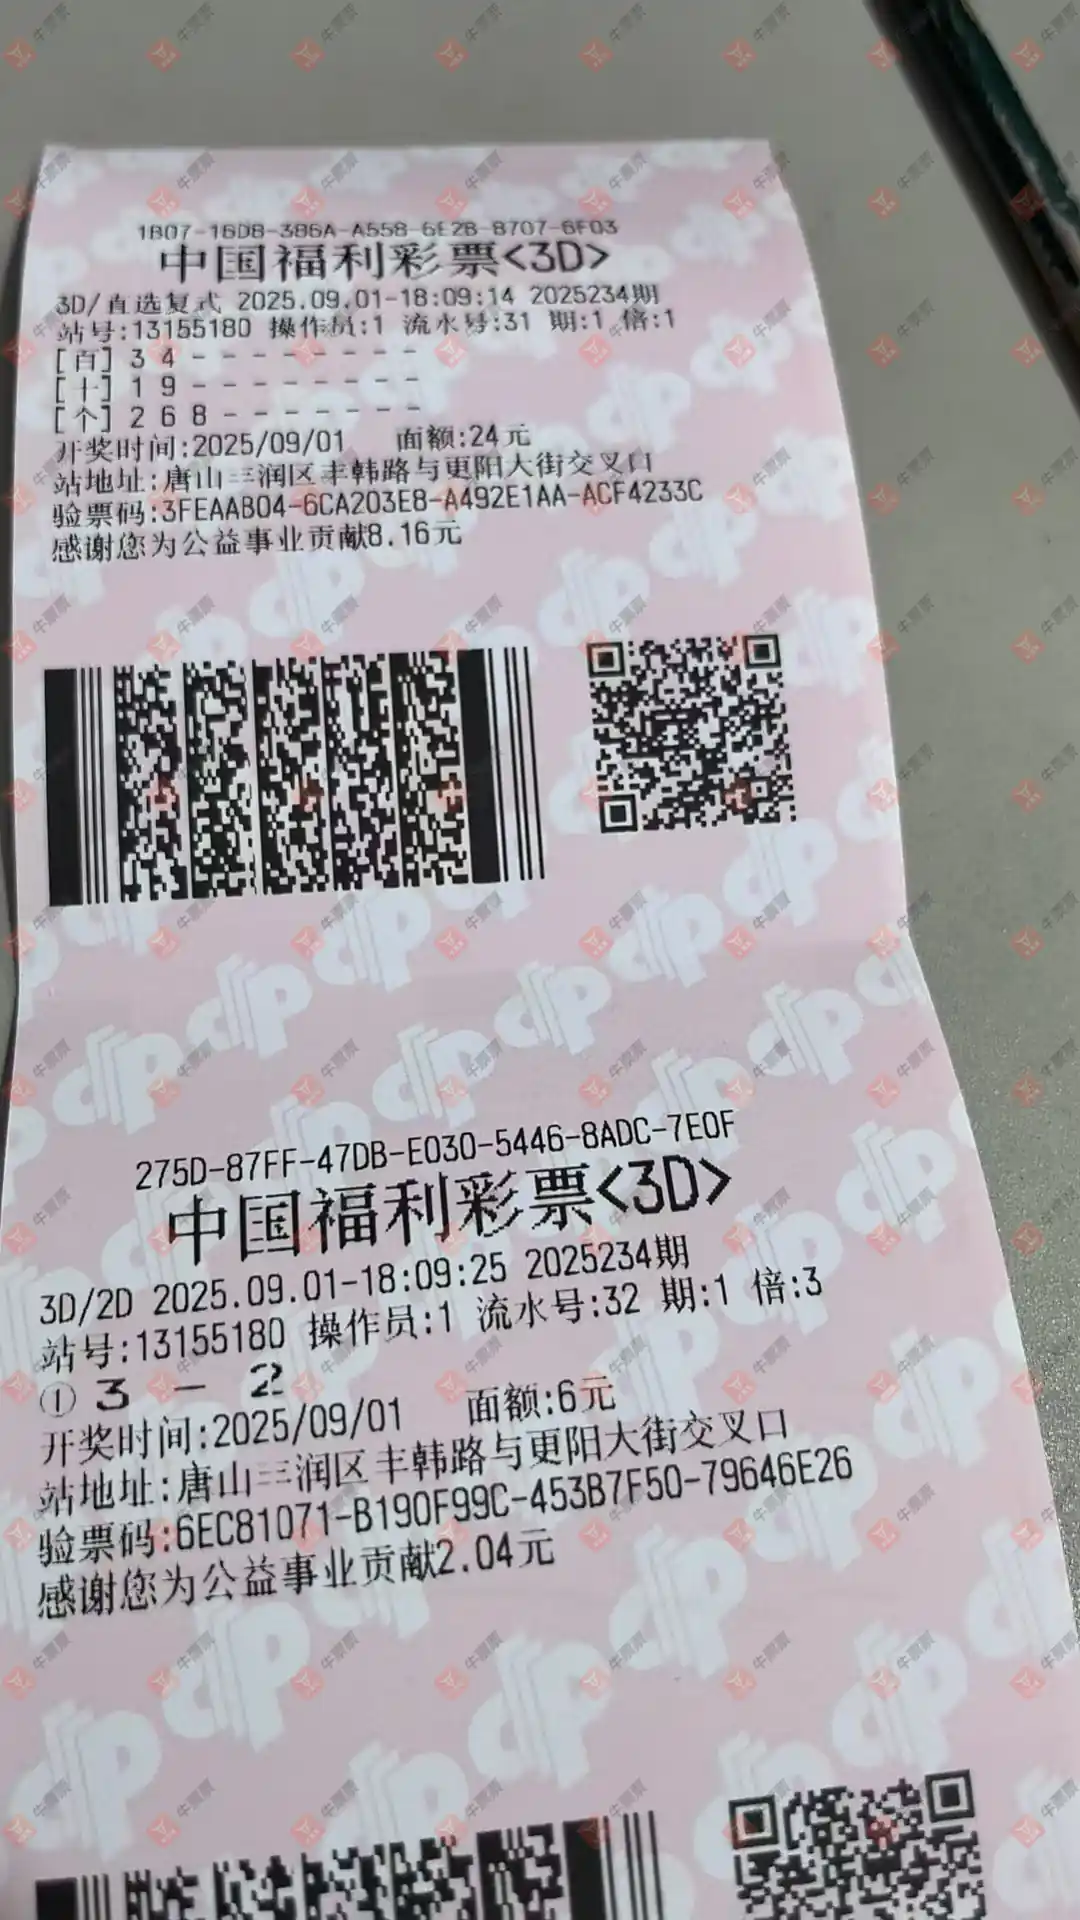 1B07-16D8-386A-A558-6E2B-8707-6F03
中国福利彩票<3D>
3D/直选复式 2025.09.01-18:09:14 2025234期
站号:13155180 操作员:1 流水号:31 期:1 倍:1
[百] 3 4 - - - - - - - -
[十] 1 9 - - - - - - - -
[个] 2 6 8 - - - - - - -
开奖时间:2025/09/01 面额:24元
站地址:唐山三润区丰韩路与更阳大街交叉口
验票码:3FEAAB04-6CA203E8-A492E1AA-ACF4233C
感谢您为公益事业贡献8.16元
275D-87FF-47DB-E030-5446-8ADC-7E0F
中国福利彩票<3D>
3D/2D 2025.09.01-18:09:25 2025234期
站号:13155180 操作员:1 流水号:32 期:1 倍:3
① 3 - 2
开奖时间:2025/09/01 面额:6元
站地址:唐山三润区丰韩路与更阳大街交叉口
验票码:6EC81071-B190F99C-453B7F50-79646E26
感谢您为公益事业贡献2.04元
牛票票